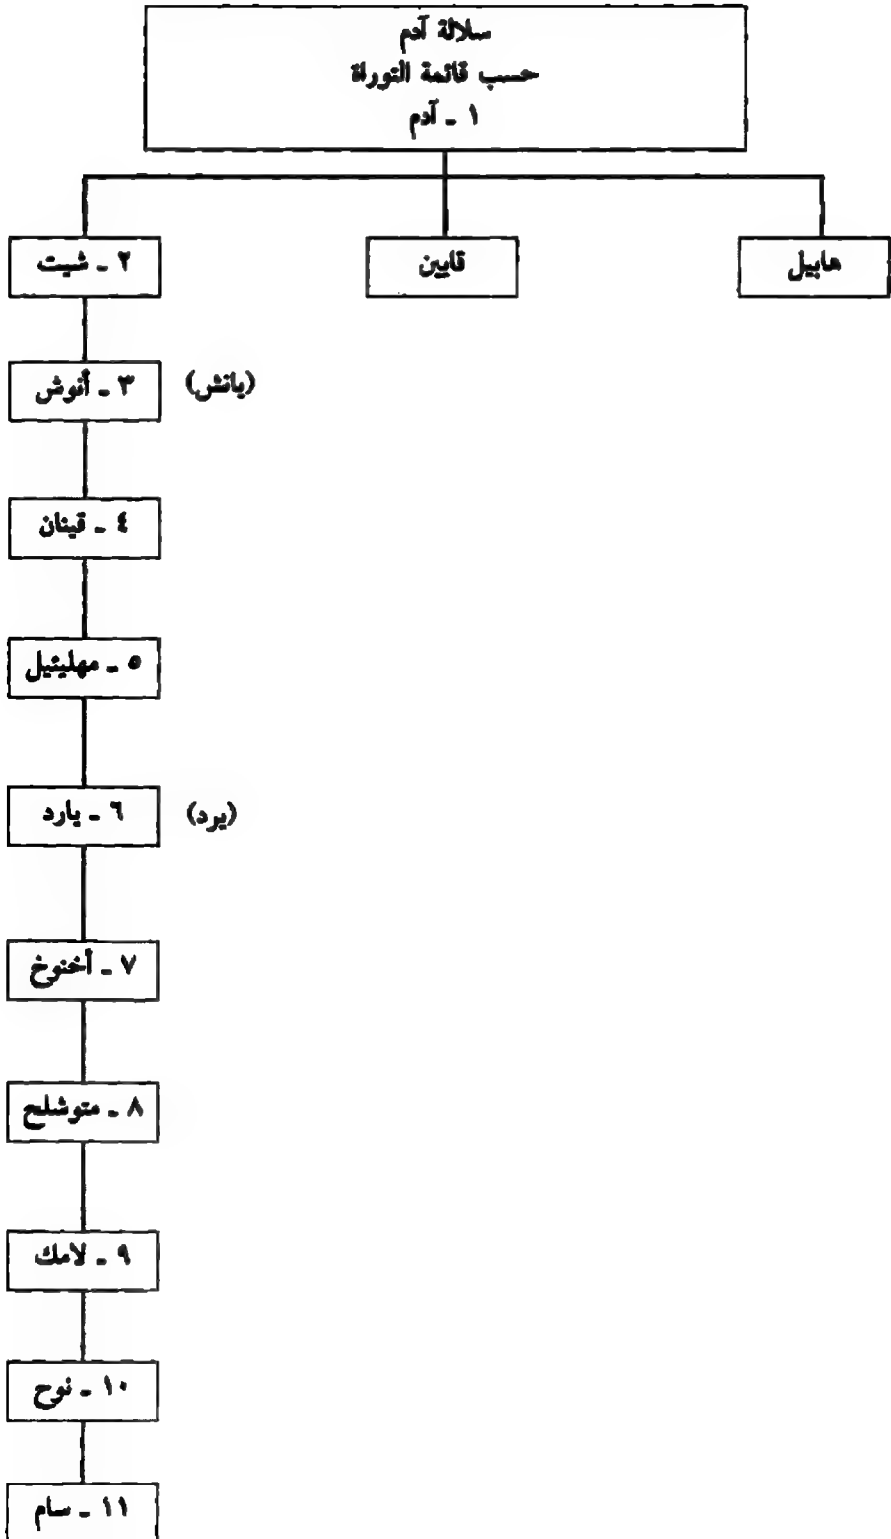 سلالة آدم
حسب قائمة التوراة
١ - آدم
هابيل
قايين
٢ - شيت
٣ - أنوش
(يانش)
٤ - قينان
٥ - مهليئيل
٦ - يارد
(يرد)
٧ - أخنوخ
٨ - متوشلح
٩ - لامك
١٠ - نوح
١١ - سام